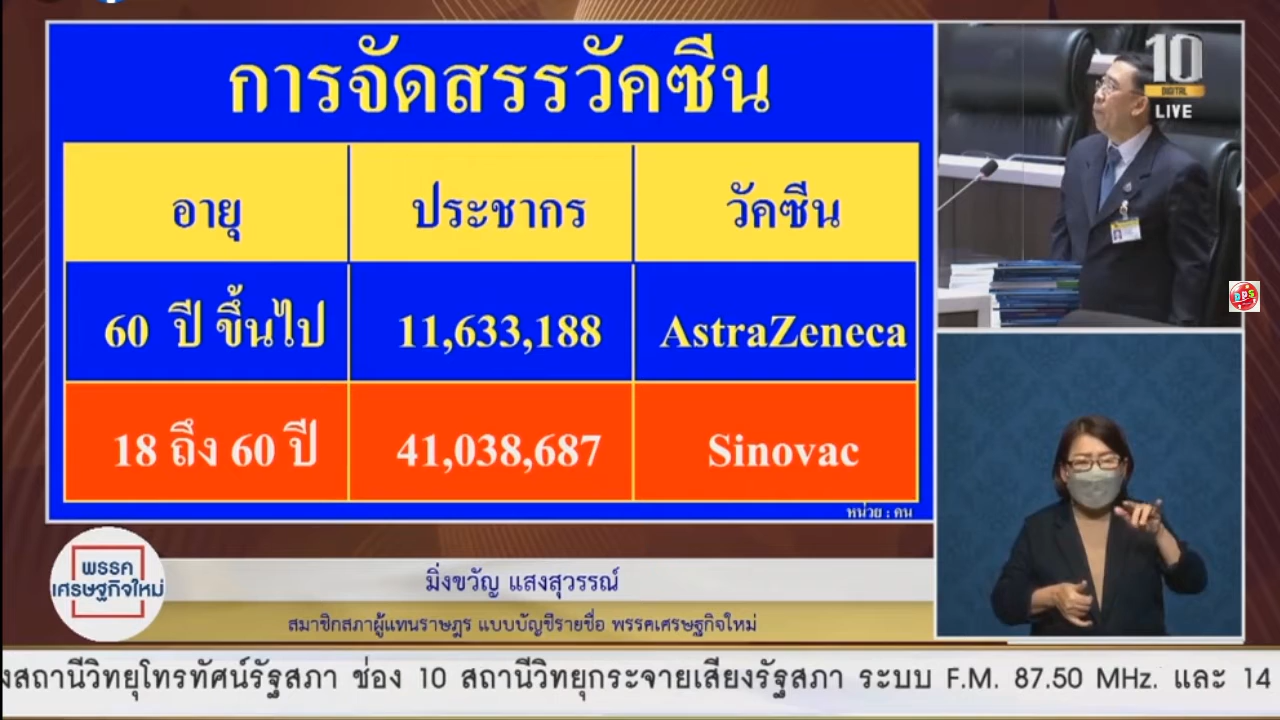 การจัดสรรวัคซีน
อายุ ประชากร วัคซีน
60 ปี ขึ้นไป 11,633,188 AstraZeneca
18 ถึง 60 ปี 41,038,687 Sinovac
หน่วย : คน
10
DIGITAL
LIVE
DPS
พรรค
เศรษฐกิจใหม่
มิ่งขวัญ แสงสุวรรณ์
สมาชิกสภาผู้แทนราษฎร แบบบัญชีรายชื่อ พรรคเศรษฐกิจใหม่
งสถานีวิทยุโทรทัศน์รัฐสภา ช่อง 10 สถานีวิทยุกระจายเสียงรัฐสภา ระบบ F.M. 87.50 MHz. และ 14